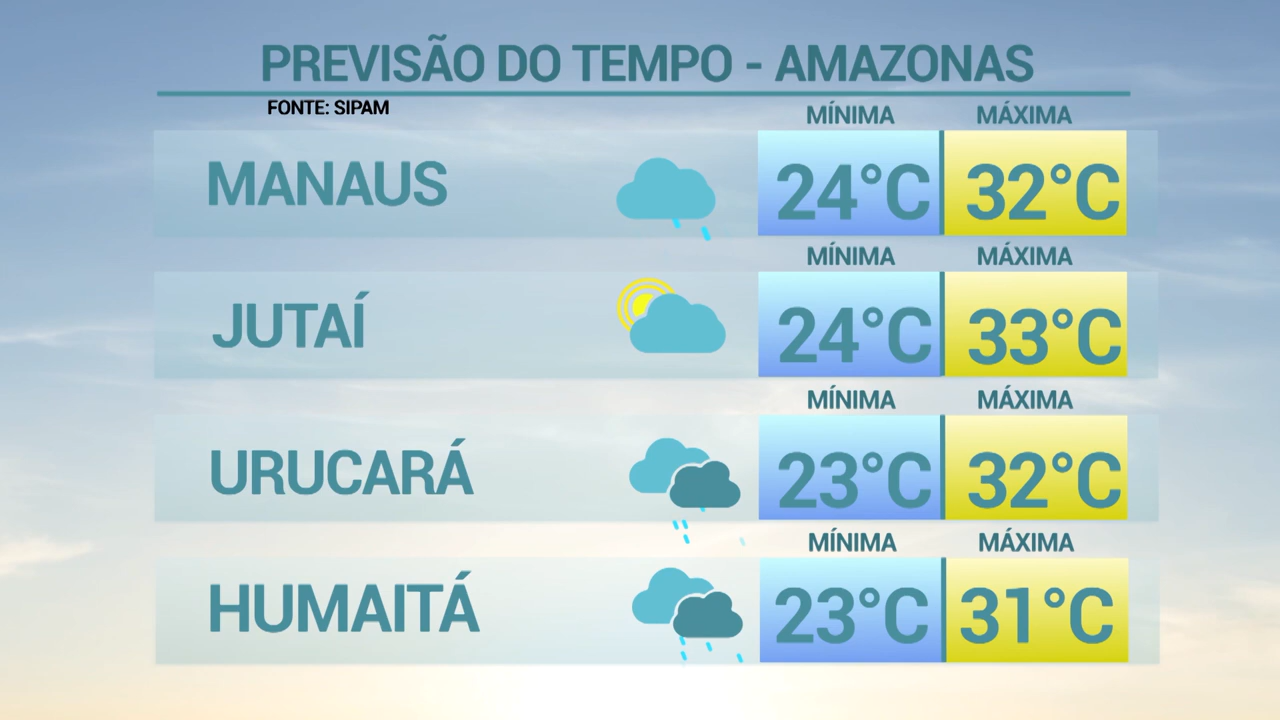 PREVISÃO DO TEMPO - AMAZONAS
FONTE: SIPAM
MÍNIMA MÁXIMA
MANAUS 24°C 32°C
MÍNIMA MÁXIMA
JUTAÍ 24°C 33°C
MÍNIMA MÁXIMA
URUCARÁ 23°C 32°C
MÍNIMA MÁXIMA
HUMAITÁ 23°C 31°C